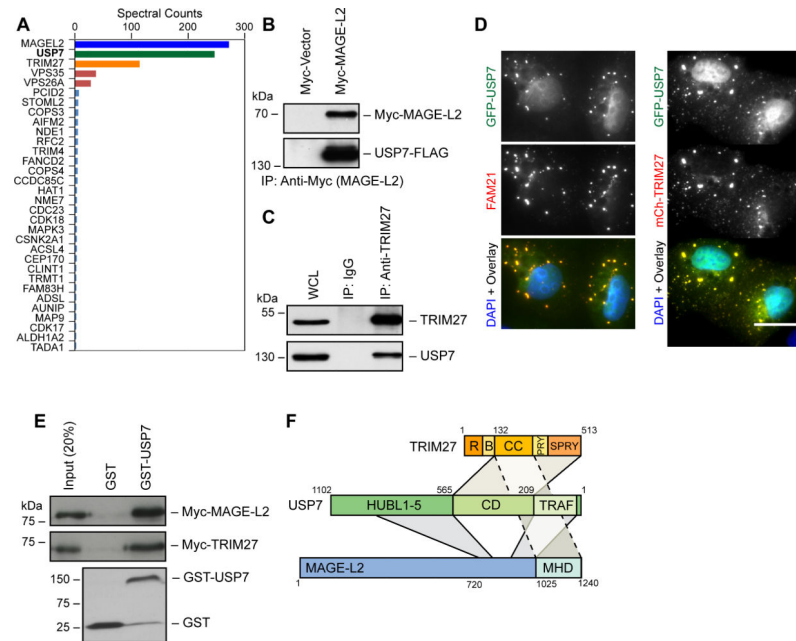 A
Spectral Counts
0 100 200 300
MAGEL2
USP7
TRIM27
VPS35
VPS26A
PCID2
STOML2
COPS3
AIFM2
NDE1
RFC2
TRIM4
FANCD2
COPS4
CCDC85C
HAT1
NME7
CDC23
CDK18
MAPK3
CSNK2A1
ACSL4
CEP170
CLINT1
TRMT1
FAM83H
ADSL
AUNIP
MAP9
CDK17
ALDH1A2
TADA1
B
Myc-Vector
Myc-MAGE-L2
kDa
70 –
– Myc-MAGE-L2
– USP7-FLAG
130 –
IP: Anti-Myc (MAGE-L2)
C
WCL
IP: IgG
IP: Anti-TRIM27
kDa
55 –
– TRIM27
130 –
– USP7
D
GFP-USP7
FAM21
DAPI + Overlay
GFP-USP7
mCh-TRIM27
DAPI + Overlay
E
Input (20%)
GST
GST-USP7
kDa
75 –
– Myc-MAGE-L2
75 –
– Myc-TRIM27
150 –
– GST-USP7
75 –
25 –
– GST
F
1 132 513
TRIM27 R B CC PRY SPRY
1102 565 209 1
USP7 HUBL1-5 CD TRAF
MAGE-L2 MHD
1 720 1025 1240